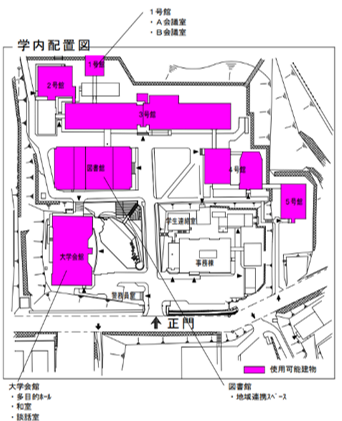 1号館
・A会議室
・B会議室
学内配置図
1号館
2号館
3号館
図書館
4号館
5号館
学生連絡室
大学会館
事務棟
警務員室
正門
使用可能建物
大学会館
・多目的ﾎｰﾙ
・和室
・談話室
図書館
・地域連携ｽﾍﾟｰｽ